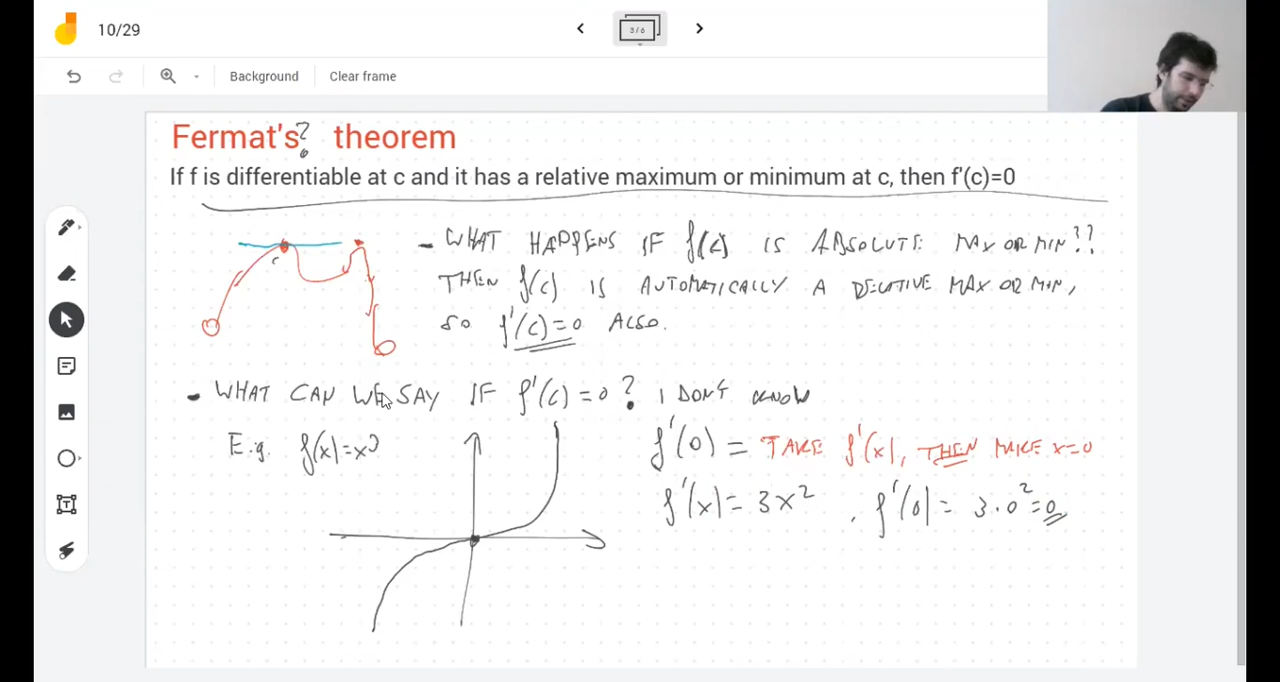 10/29
3/6
Background
Clear frame
Fermat's? theorem
If f is differentiable at c and it has a relative maximum or minimum at c, then f'(c)=0
c
- WHAT HAPPENS IF f(c) IS ABSOLUTE MAX OR MIN??
THEN f(c) IS AUTOMATICALLY A RELATIVE MAX OR MIN,
SO f'(c)=0 ALSO.
- WHAT CAN WE SAY IF f'(c)=0? I DON'T KNOW
E.g. f(x)=x³
f'(0) = TAKE f'(x), THEN MAKE x=0
f'(x)= 3x² , f'(0)= 3·0²=0